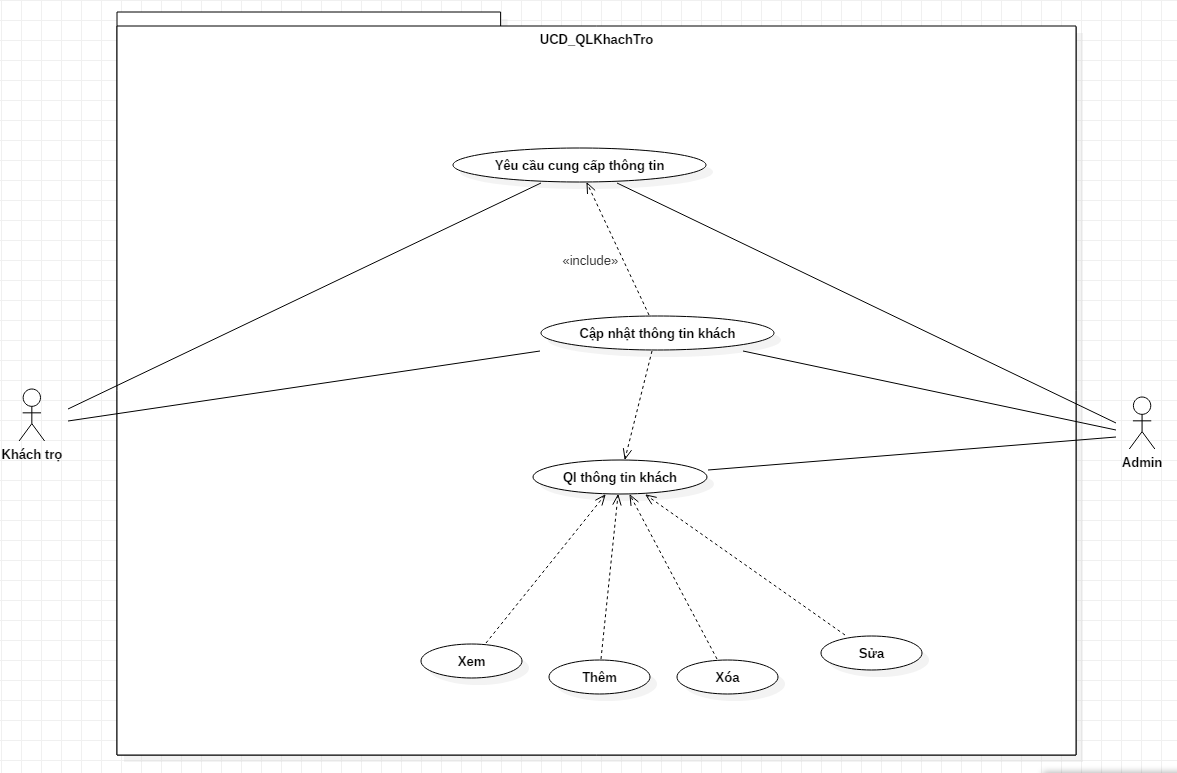 UCD_QLKhachTro
Yêu cầu cung cấp thông tin
«include»
Cập nhật thông tin khách
Khách trọ
Admin
Ql thông tin khách
Xem
Thêm
Xóa
Sửa